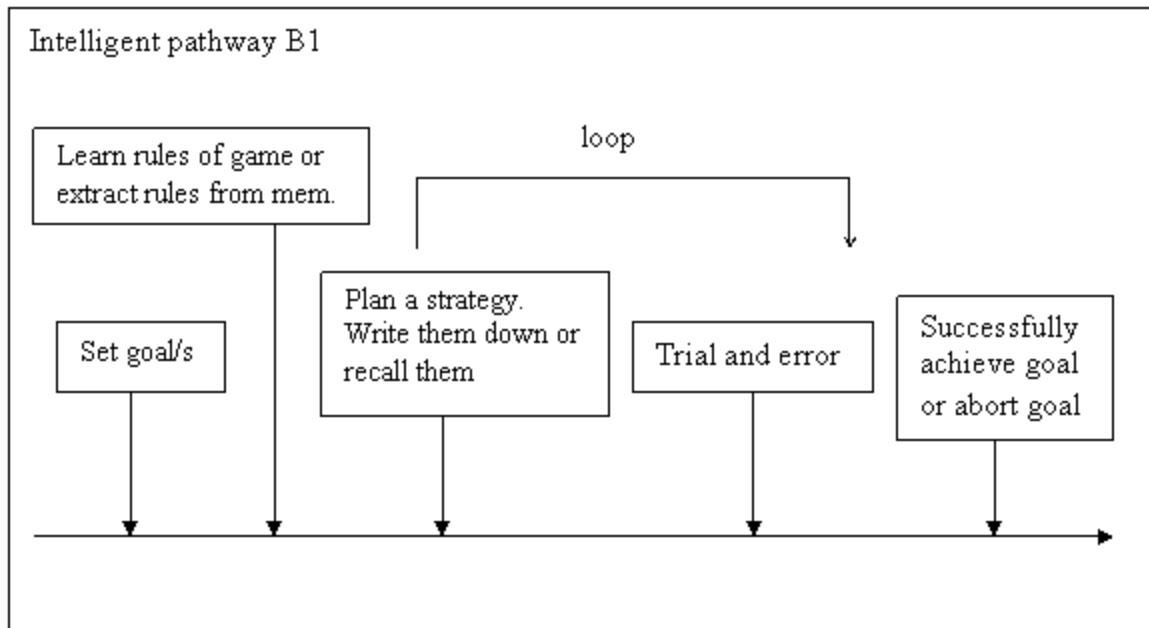 Intelligent pathway B1
Learn rules of game or
extract rules from mem.
loop
Set goal/s
Plan a strategy.
Write them down or
recall them
Trial and error
Successfully
achieve goal
or abort goal